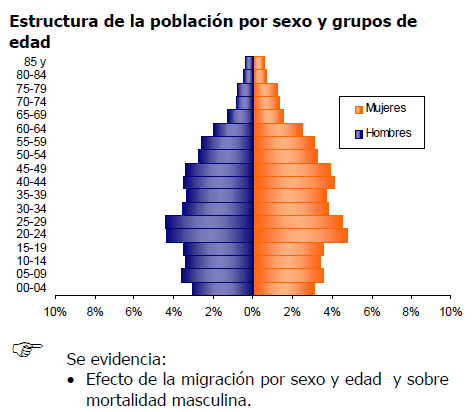 Estructura de la población por sexo y grupos de
edad
85 y
80-84
75-79
70-74
65-69
60-64
55-59
50-54
45-49
40-44
35-39
30-34
25-29
20-24
15-19
10-14
05-09
00-04
Mujeres
Hombres
10% 8% 6% 4% 2% 0% 2% 4% 6% 8% 10%
Se evidencia:
• Efecto de la migración por sexo y edad y sobre
mortalidad masculina.